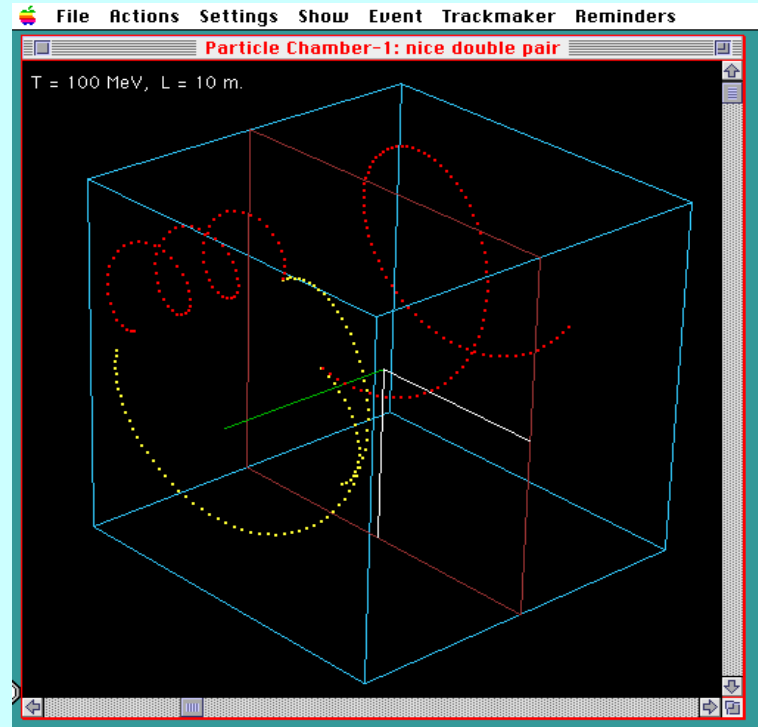 File Actions Settings Show Event Trackmaker Reminders
Particle Chamber-1: nice double pair
T = 100 MeV, L = 10 m.